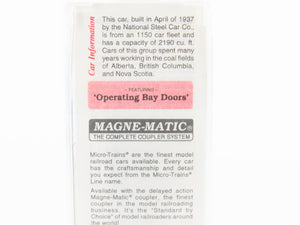 Car Information
This car, built in April of 1937
by the National Steel Car Co.,
is from an 1150 car fleet and
has a capacity of 2190 cu. ft.
Cars of this group spent many
years working in the coal fields
of Alberta, British Columbia,
and Nova Scotia.
- FEATURING -
'Operating Bay Doors'
MAGNE-MATIC®
THE COMPLETE COUPLER SYSTEM
Micro-Trains® are the finest model
railroad cars available. Every car
has the craftsmanship and detail
you expect from the Micro-Trains®
Line name.
Available with the delayed action
Magne-Matic® coupler, the finest
coupler in the model railroading
business. It's the 'Standard by
Choice' of model railroaders around
the world!